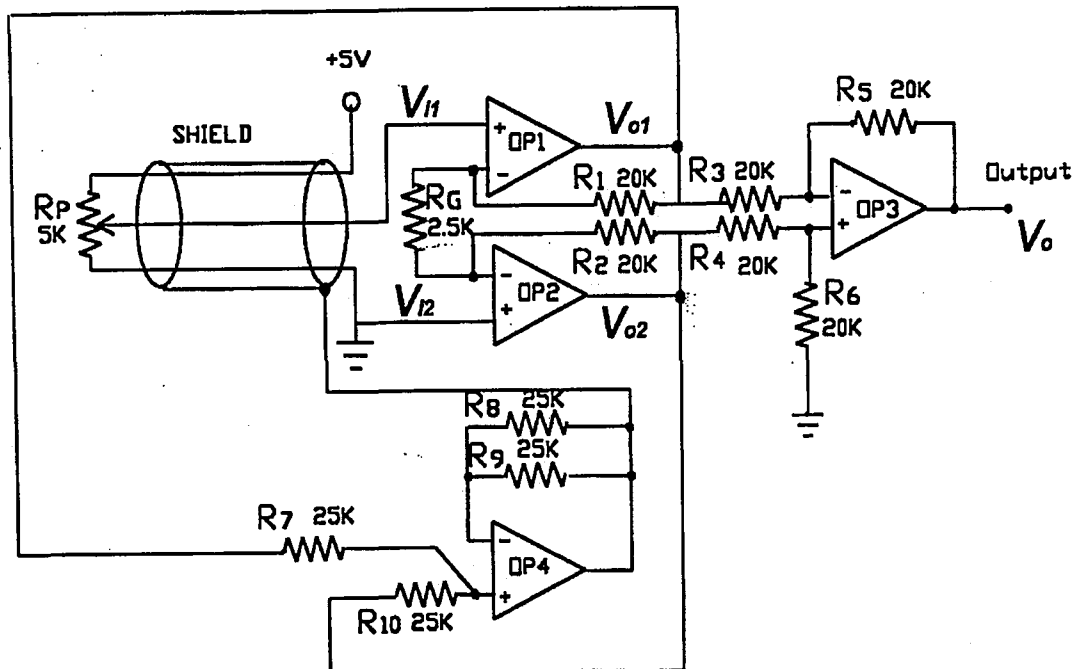 +5V
SHIELD
VI1
OP1
Vo1
R5 20K
Output
RP
5K
RG
2.5K
R1 20K
R3 20K
OP3
Vo
R2 20K
R4 20K
VI2
OP2
Vo2
R6
20K
R8 25K
R9 25K
R7 25K
OP4
R10 25K